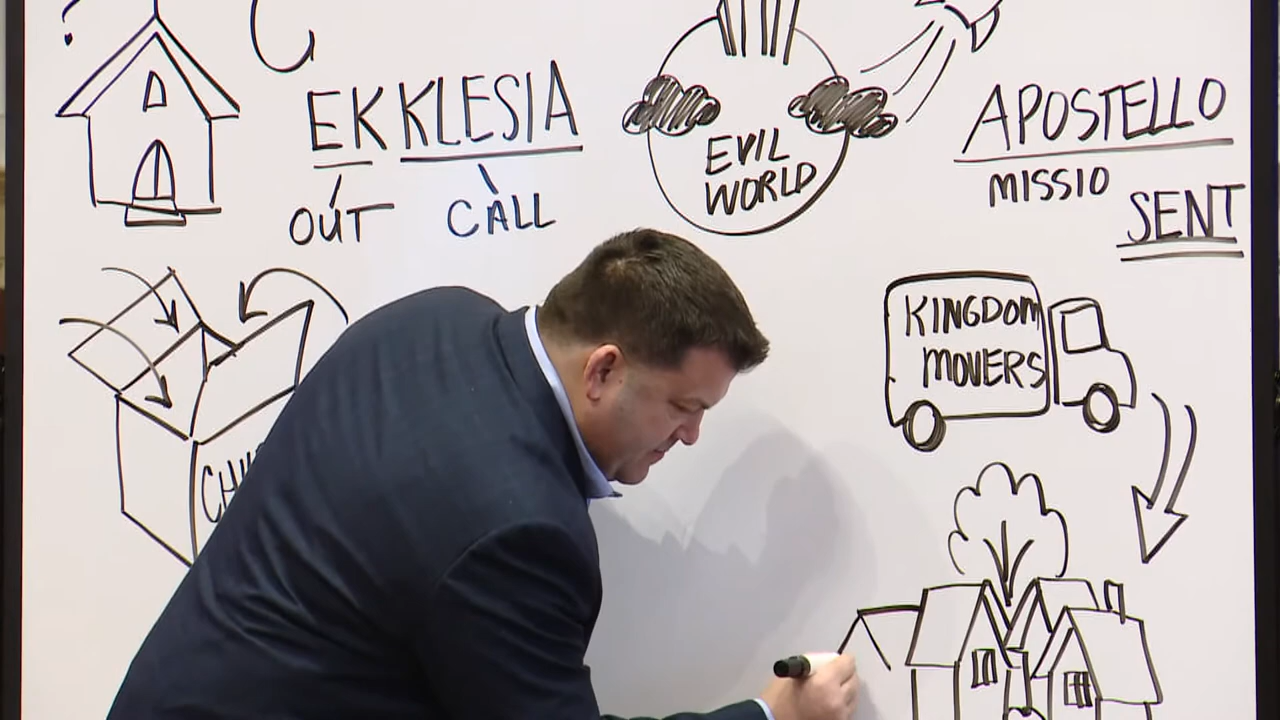 ?
EKKLESIA
OUT CALL
EVIL
WORLD
APOSTELLO
MISSIO
SENT
KINGDOM
MOVERS